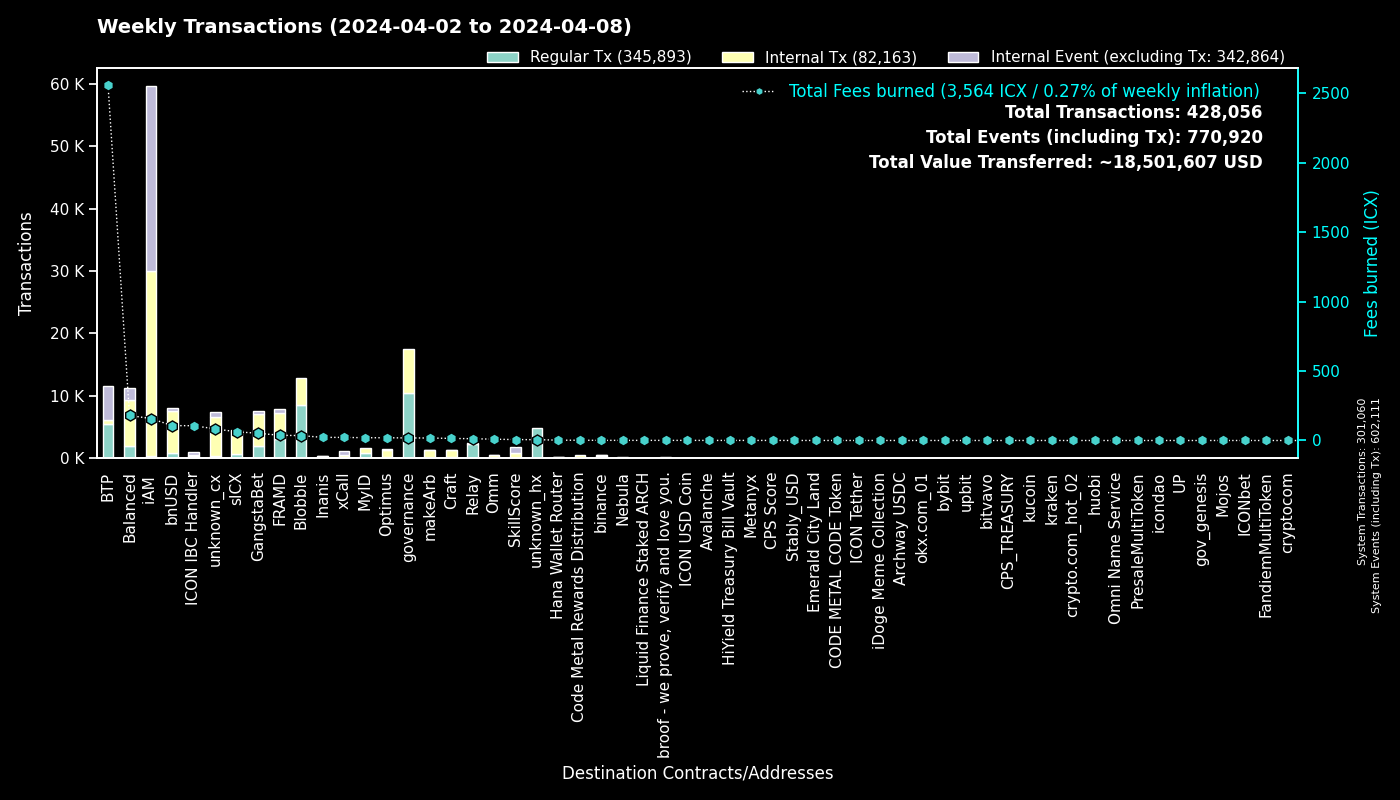 Weekly Transactions (2024-04-02 to 2024-04-08)
Regular Tx (345,893)
Internal Tx (82,163)
Internal Event (excluding Tx: 342,864)
Total Fees burned (3,564 ICX / 0.27% of weekly inflation)
Total Transactions: 428,056
Total Events (including Tx): 770,920
Total Value Transferred: ~18,501,607 USD
Transactions
60 K
50 K
40 K
30 K
20 K
10 K
0 K
2500
2000
1500
1000
500
0
Fees burned (ICX)
System Transactions: 301,060
System Events (including Tx): 602,111
BTP
Balanced
iAM
bnUSD
ICON IBC Handler
unknown_cx
sICX
GangstaBet
FRAMD
Blobble
Inanis
xCall
MyID
Optimus
governance
makeArb
Craft
Relay
Omm
SkillScore
unknown_hx
Hana Wallet Router
Code Metal Rewards Distribution
binance
Nebula
Liquid Finance Staked ARCH
broof - we prove, verify and love you.
ICON USD Coin
Avalanche
HiYield Treasury Bill Vault
Metanyx
CPS Score
Stably_USD
Emerald City Land
CODE METAL CODE Token
ICON Tether
iDoge Meme Collection
Archway USDC
okx.com_01
bybit
upbit
bitvavo
CPS_TREASURY
kucoin
kraken
crypto.com_hot_02
huobi
Omni Name Service
PresaleMultiToken
icondao
UP
gov_genesis
Mojos
ICONbet
FandiemMultiToken
cryptocom
Destination Contracts/Addresses